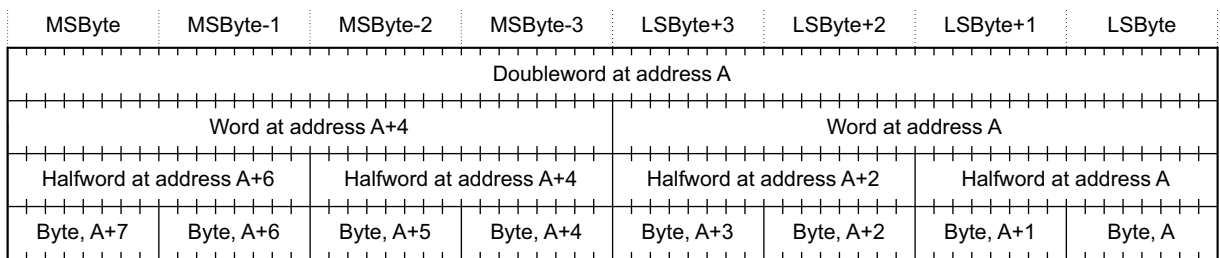 MSByte MSByte-1 MSByte-2 MSByte-3 LSByte+3 LSByte+2 LSByte+1 LSByte
Doubleword at address A
Word at address A+4 Word at address A
Halfword at address A+6 Halfword at address A+4 Halfword at address A+2 Halfword at address A
Byte, A+7 Byte, A+6 Byte, A+5 Byte, A+4 Byte, A+3 Byte, A+2 Byte, A+1 Byte, A